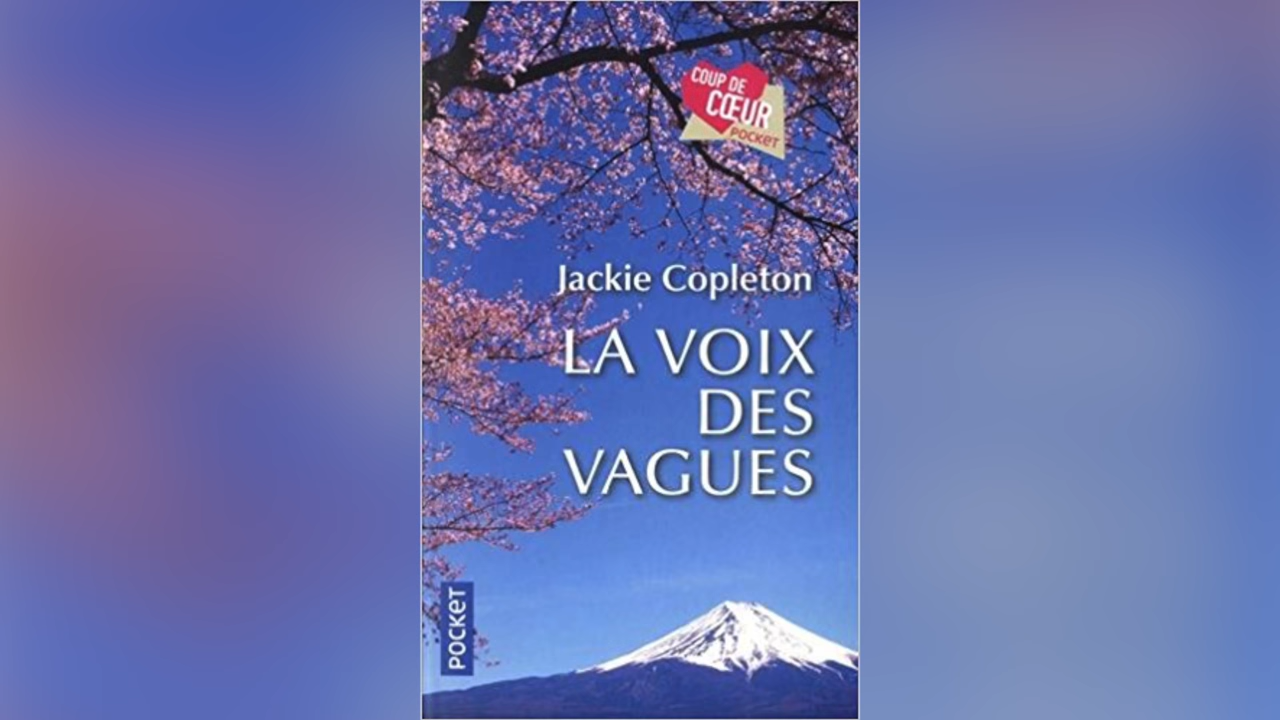 COUP DE
CŒUR
POCKET
Jackie Copleton
LA VOIX
DES
VAGUES
POCKET